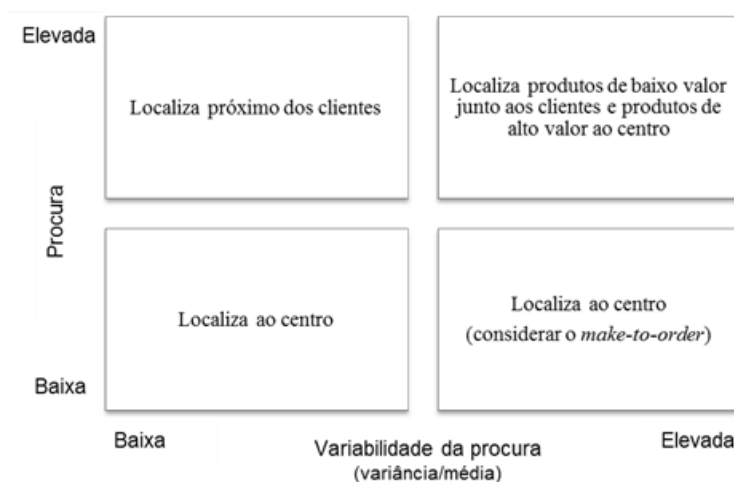 Elevada
Localiza próximo dos clientes
Localiza produtos de baixo valor
junto aos clientes e produtos de
alto valor ao centro
Procura
Localiza ao centro
Localiza ao centro
(considerar o make-to-order)
Baixa
Baixa
Variabilidade da procura
(variância/média)
Elevada